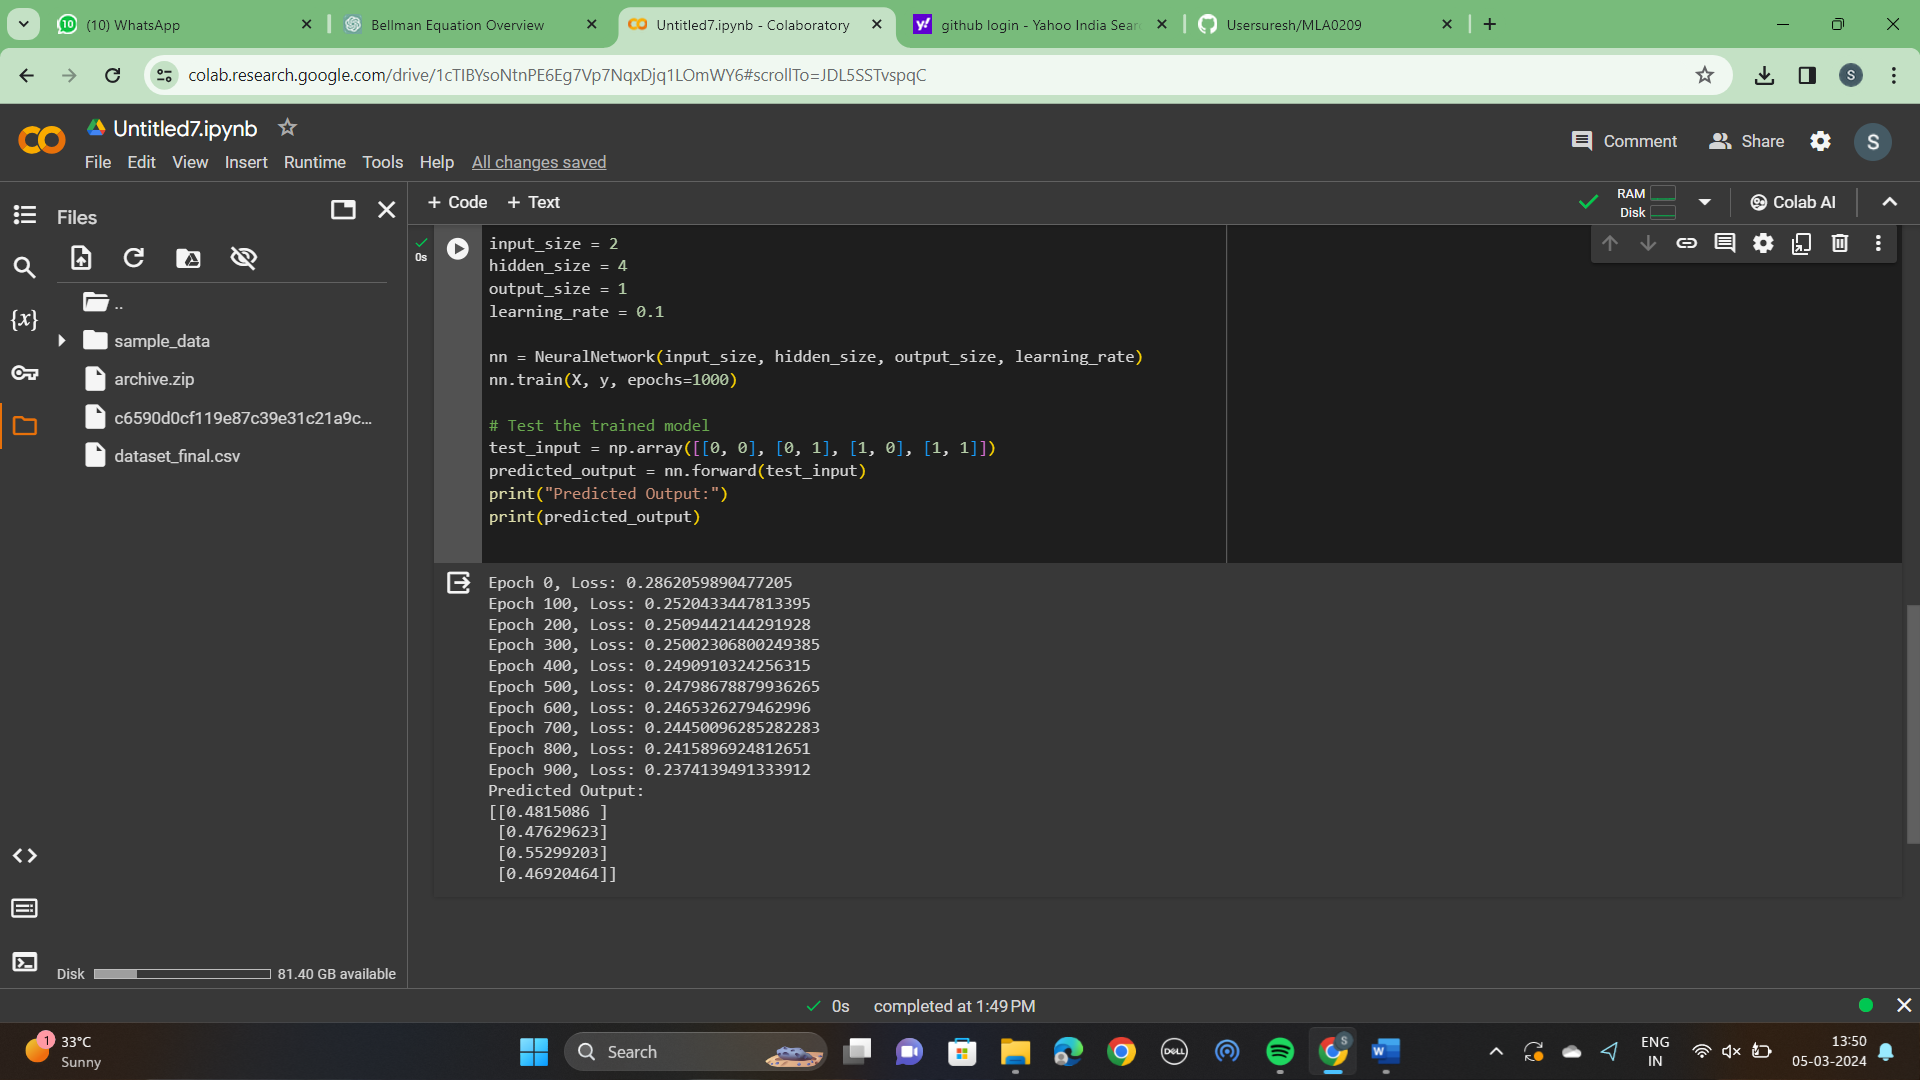 (10) WhatsApp
Bellman Equation Overview
Untitled7.ipynb - Colaboratory
github login - Yahoo India Sear
Usersuresh/MLA0209
colab.research.google.com/drive/1cTIBYsoNtnPE6Eg7Vp7NqxDjq1LOmWY6#scrollTo=JDL5SSTvspqC
S
Untitled7.ipynb
File Edit View Insert Runtime Tools Help All changes saved
Comment Share S
Files
+ Code + Text
RAM
Disk
Colab AI
..
sample_data
archive.zip
c6590d0cf119e87c39e31c21a9c...
dataset_final.csv
{x}
0s
input_size = 2
hidden_size = 4
output_size = 1
learning_rate = 0.1
nn = NeuralNetwork(input_size, hidden_size, output_size, learning_rate)
nn.train(X, y, epochs=1000)
# Test the trained model
test_input = np.array([[0, 0], [0, 1], [1, 0], [1, 1]])
predicted_output = nn.forward(test_input)
print("Predicted Output:")
print(predicted_output)
Epoch 0, Loss: 0.2862059890477205
Epoch 100, Loss: 0.2520433447813395
Epoch 200, Loss: 0.2509442144291928
Epoch 300, Loss: 0.25002306800249385
Epoch 400, Loss: 0.2490910324256315
Epoch 500, Loss: 0.24798678879936265
Epoch 600, Loss: 0.2465326279462996
Epoch 700, Loss: 0.24450096285282283
Epoch 800, Loss: 0.2415896924812651
Epoch 900, Loss: 0.2374139491333912
Predicted Output:
[[0.4815086 ]
[0.47629623]
[0.55299203]
[0.46920464]]
Disk 81.40 GB available
0s completed at 1:49 PM
1
33°C
Sunny
Search
DELL
S
W
ENG
IN
13:50
05-03-2024